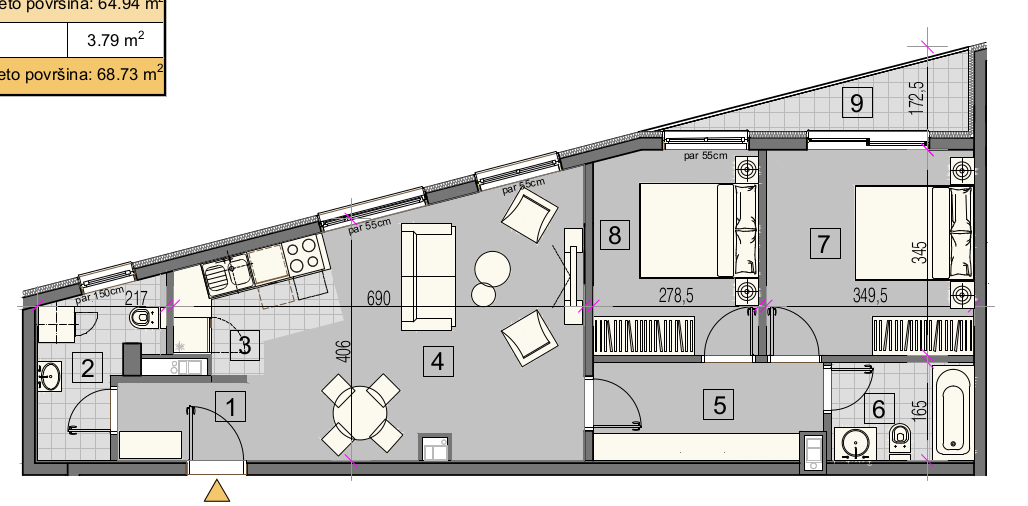 eto površina: 64.94 m²
3.79 m²
eto površina: 68.73 m²
9
172,5
par 55cm
par 55cm
8
7
par 55cm
345
par 150cm
217
690
278,5
349,5
3
406
4
2
1
5
6
165